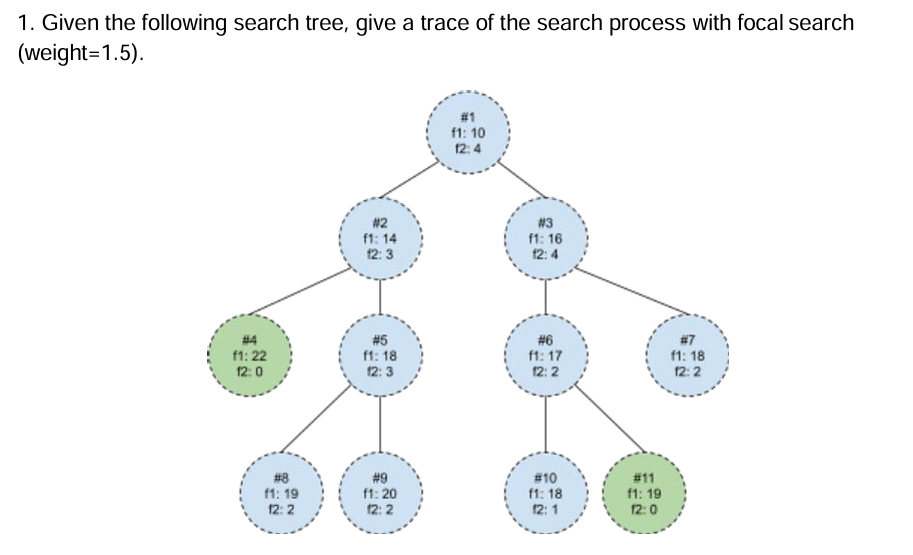 1. Given the following search tree, give a trace of the search process with focal search
(weight=1.5).
#1
f1: 10
f2: 4
#2
f1: 14
f2: 3
#3
f1: 16
f2: 4
#4
f1: 22
f2: 0
#5
f1: 18
f2: 3
#6
f1: 17
f2: 2
#7
f1: 18
f2: 2
#8
f1: 19
f2: 2
#9
f1: 20
f2: 2
#10
f1: 18
f2: 1
#11
f1: 19
f2: 0